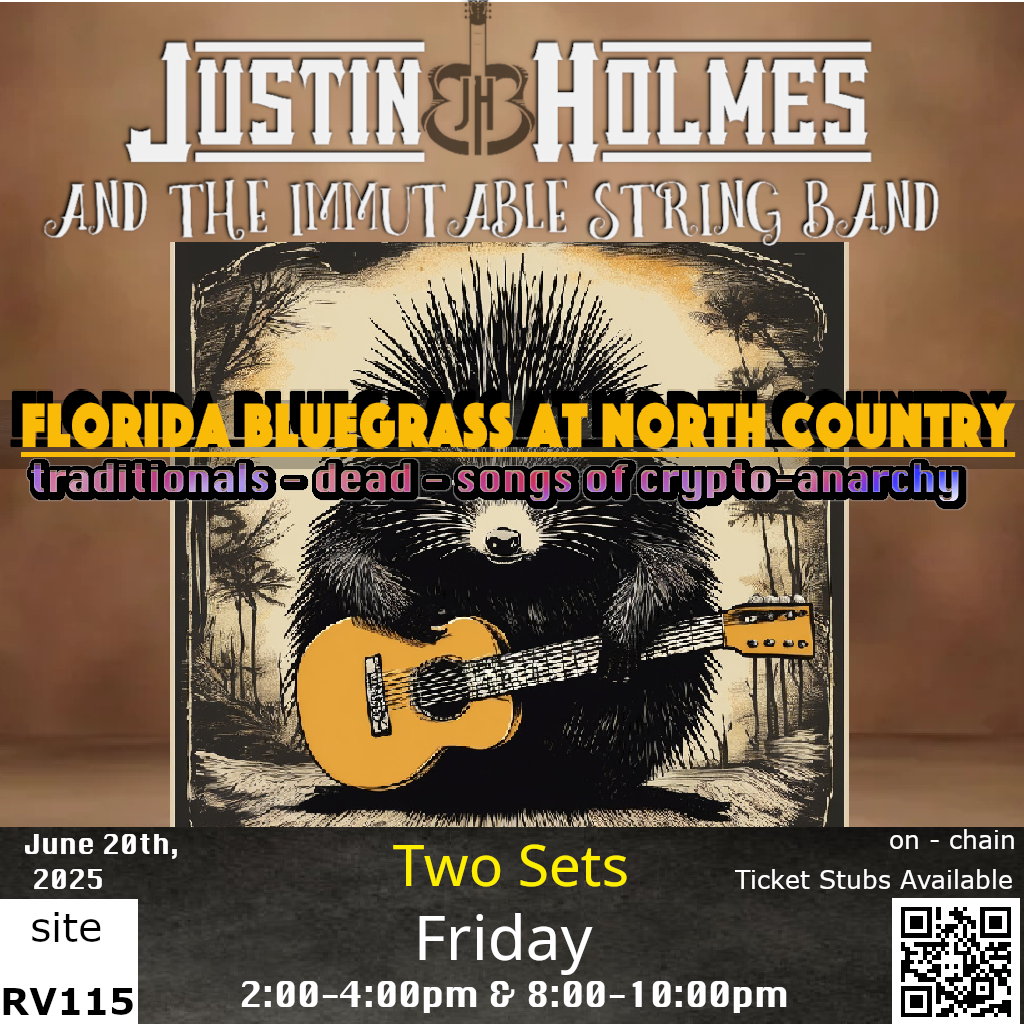 JUSTIN JH HOLMES
AND THE IMMUTABLE STRING BAND
FLORIDA BLUEGRASS AT NORTH COUNTRY
traditionals - dead - songs of crypto-anarchy
June 20th,
2025
site
RV115
Two Sets
Friday
2:00-4:00pm & 8:00-10:00pm
on - chain
Ticket Stubs Available